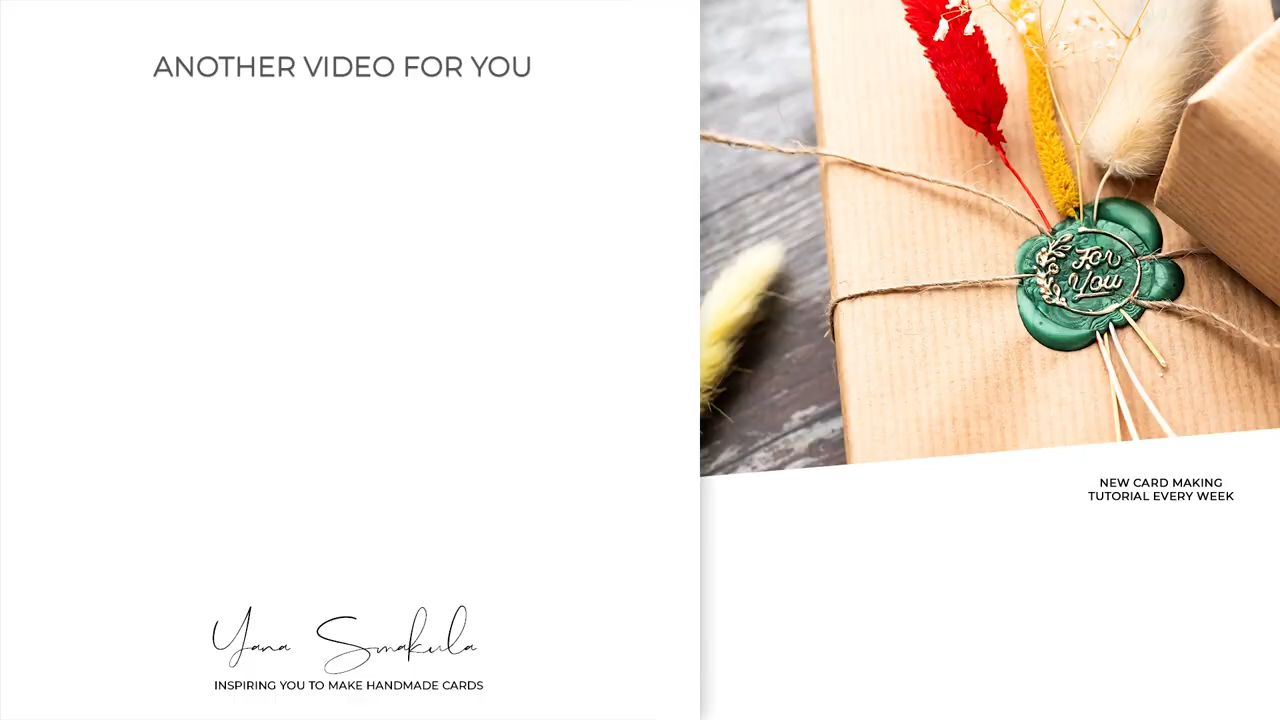 ANOTHER VIDEO FOR YOU
For
You
NEW CARD MAKING
TUTORIAL EVERY WEEK
Yana Smakula
INSPIRING YOU TO MAKE HANDMADE CARDS